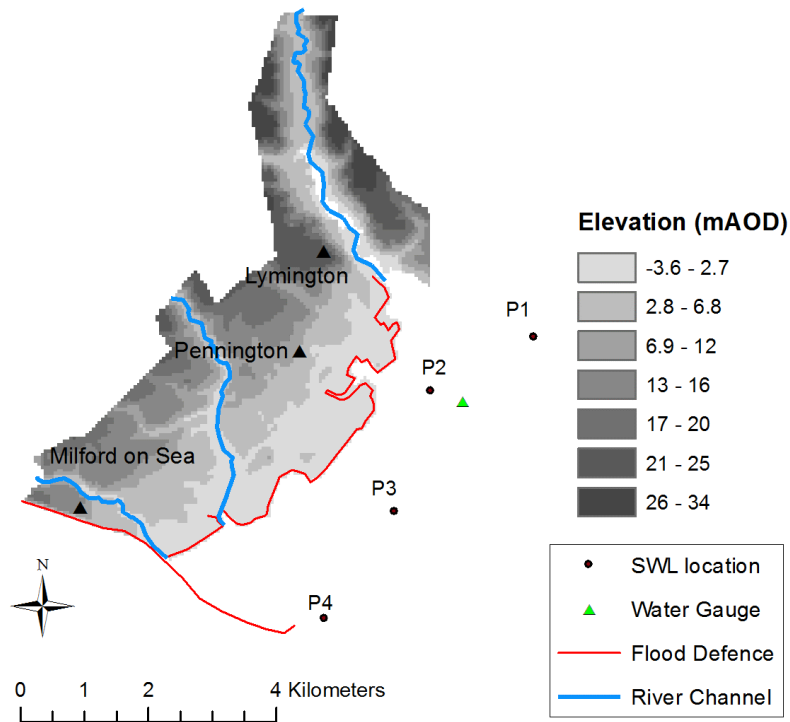 Lymington
Pennington
Milford on Sea
P1
P2
P3
P4
N
0 1 2 4 Kilometers
Elevation (mAOD)
-3.6 - 2.7
2.8 - 6.8
6.9 - 12
13 - 16
17 - 20
21 - 25
26 - 34
SWL location
Water Gauge
Flood Defence
River Channel